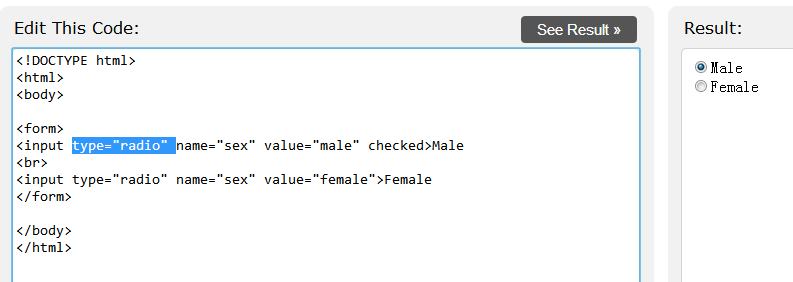 Edit This Code:
See Result »
Result:
<!DOCTYPE html>
<html>
<body>
<form>
<input type="radio" name="sex" value="male" checked>Male
<br>
<input type="radio" name="sex" value="female">Female
</form>
</body>
</html>
Male
Female